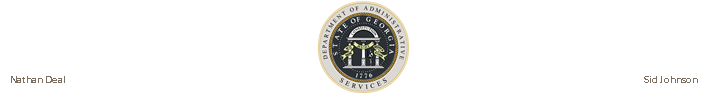 DEPARTMENT OF ADMINISTRATIVE
STATE OF GEORGIA
1776
SERVICES
Nathan Deal
Sid Johnson